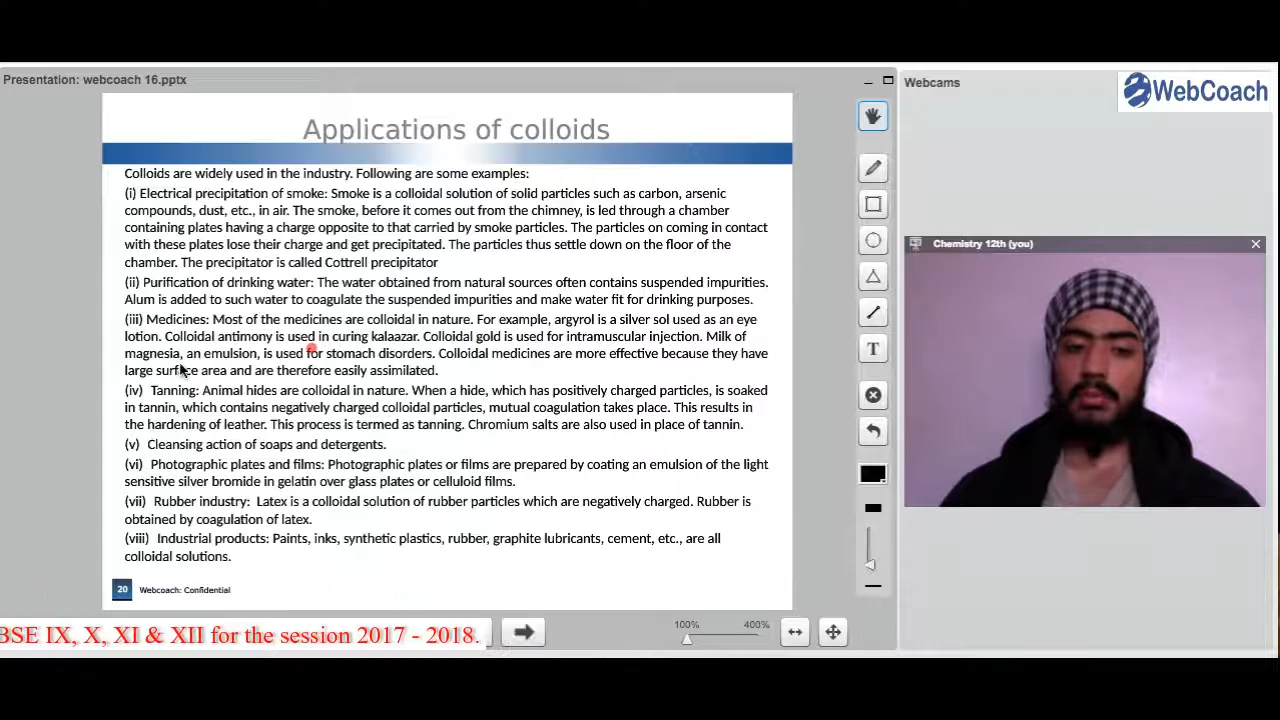 Presentation: webcoach 16.pptx
Webcams
WebCoach
Applications of colloids
Colloids are widely used in the industry. Following are some examples:
(i) Electrical precipitation of smoke: Smoke is a colloidal solution of solid particles such as carbon, arsenic
compounds, dust, etc., in air. The smoke, before it comes out from the chimney, is led through a chamber
containing plates having a charge opposite to that carried by smoke particles. The particles on coming in contact
with these plates lose their charge and get precipitated. The particles thus settle down on the floor of the
chamber. The precipitator is called Cottrell precipitator
(ii) Purification of drinking water: The water obtained from natural sources often contains suspended impurities.
Alum is added to such water to coagulate the suspended impurities and make water fit for drinking purposes.
(iii) Medicines: Most of the medicines are colloidal in nature. For example, argyrol is a silver sol used as an eye
lotion. Colloidal antimony is used in curing kalaazar. Colloidal gold is used for intramuscular injection. Milk of
magnesia, an emulsion, is used for stomach disorders. Colloidal medicines are more effective because they have
large surface area and are therefore easily assimilated.
(iv) Tanning: Animal hides are colloidal in nature. When a hide, which has positively charged particles, is soaked
in tannin, which contains negatively charged colloidal particles, mutual coagulation takes place. This results in
the hardening of leather. This process is termed as tanning. Chromium salts are also used in place of tannin.
(v) Cleansing action of soaps and detergents.
(vi) Photographic plates and films: Photographic plates or films are prepared by coating an emulsion of the light
sensitive silver bromide in gelatin over glass plates or celluloid films.
(vii) Rubber industry: Latex is a colloidal solution of rubber particles which are negatively charged. Rubber is
obtained by coagulation of latex.
(viii) Industrial products: Paints, inks, synthetic plastics, rubber, graphite lubricants, cement, etc., are all
colloidal solutions.
20 Webcoach: Confidential
Chemistry 12th (you)
T
BSE IX, X, XI & XII for the session 2017 - 2018.
100% 400%